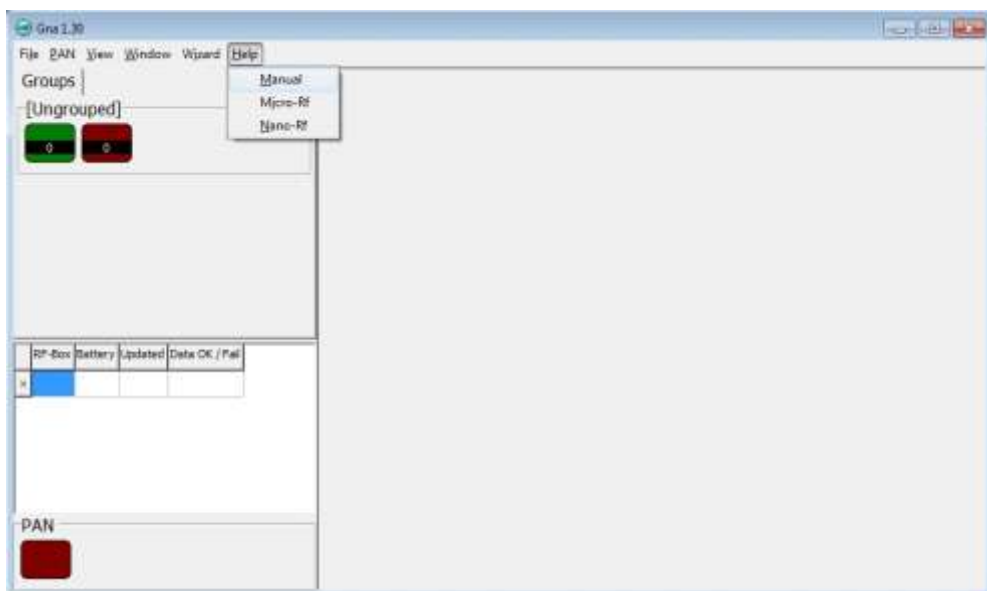 Gna 1.30
File PAN View Window Wizard Help
Manual
Micro-Rf
Nano-Rf
Groups
[Ungrouped]
0 0
RF-Box Battery Updated Data OK / Fail
PAN